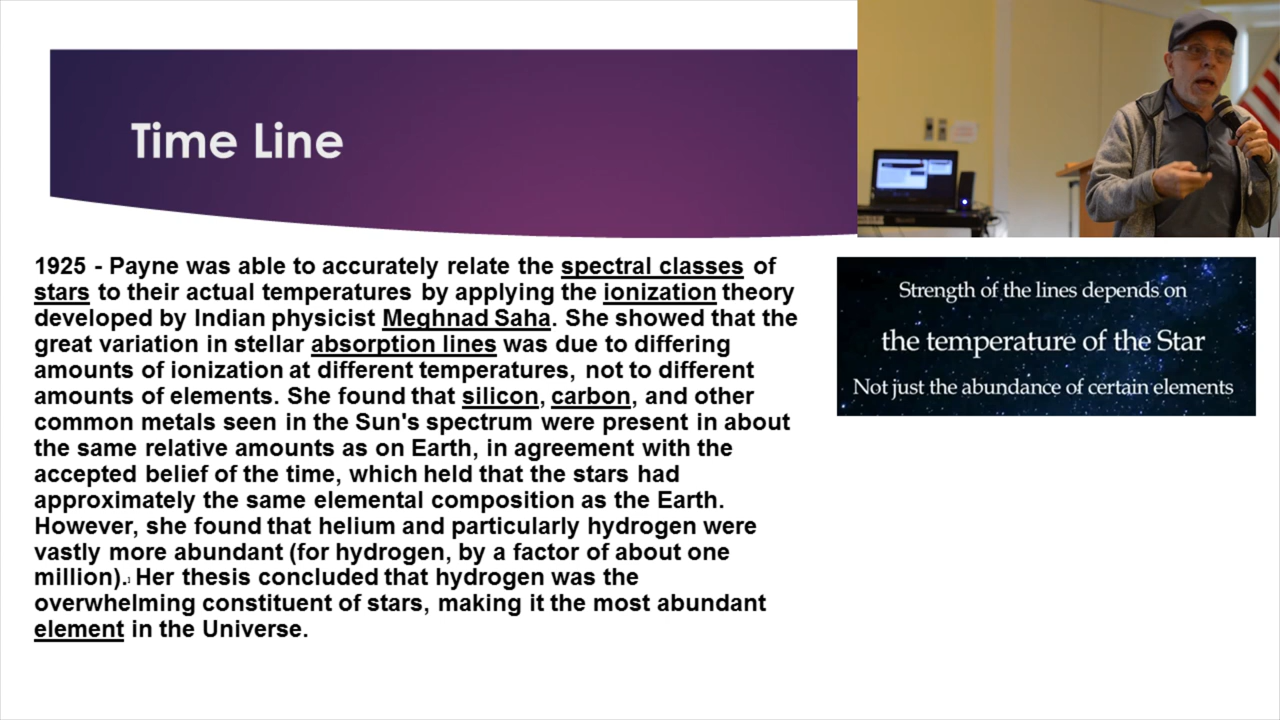 Time Line
1925 - Payne was able to accurately relate the spectral classes of
stars to their actual temperatures by applying the ionization theory
developed by Indian physicist Meghnad Saha. She showed that the
great variation in stellar absorption lines was due to differing
amounts of ionization at different temperatures, not to different
amounts of elements. She found that silicon, carbon, and other
common metals seen in the Sun's spectrum were present in about
the same relative amounts as on Earth, in agreement with the
accepted belief of the time, which held that the stars had
approximately the same elemental composition as the Earth.
However, she found that helium and particularly hydrogen were
vastly more abundant (for hydrogen, by a factor of about one
million). Her thesis concluded that hydrogen was the
overwhelming constituent of stars, making it the most abundant
element in the Universe.
Strength of the lines depends on
the temperature of the Star
Not just the abundance of certain elements